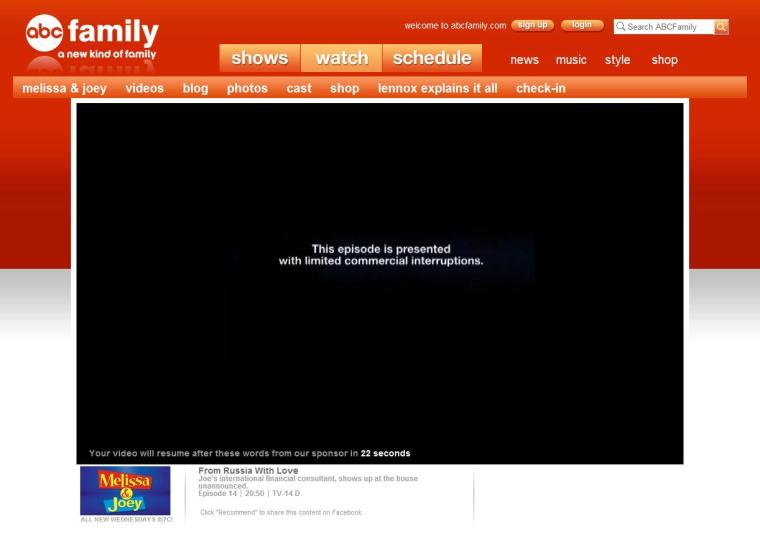 abc family
a new kind of family
welcome to abcfamily.com sign up login Search ABCFamily
shows watch schedule news music style shop
melissa & joey videos blog photos cast shop lennox explains it all check-in
This episode is presented
with limited commercial interruptions.
Your video will resume after these words from our sponsor in 22 seconds
Melissa
& Joey
ALL NEW WEDNESDAYS 8|7C!
From Russia With Love
Joe's international financial consultant, shows up at the house
unannounced.
Episode 14 | 20:50 | TV-14 D
Click "Recommend" to share this content on Facebook